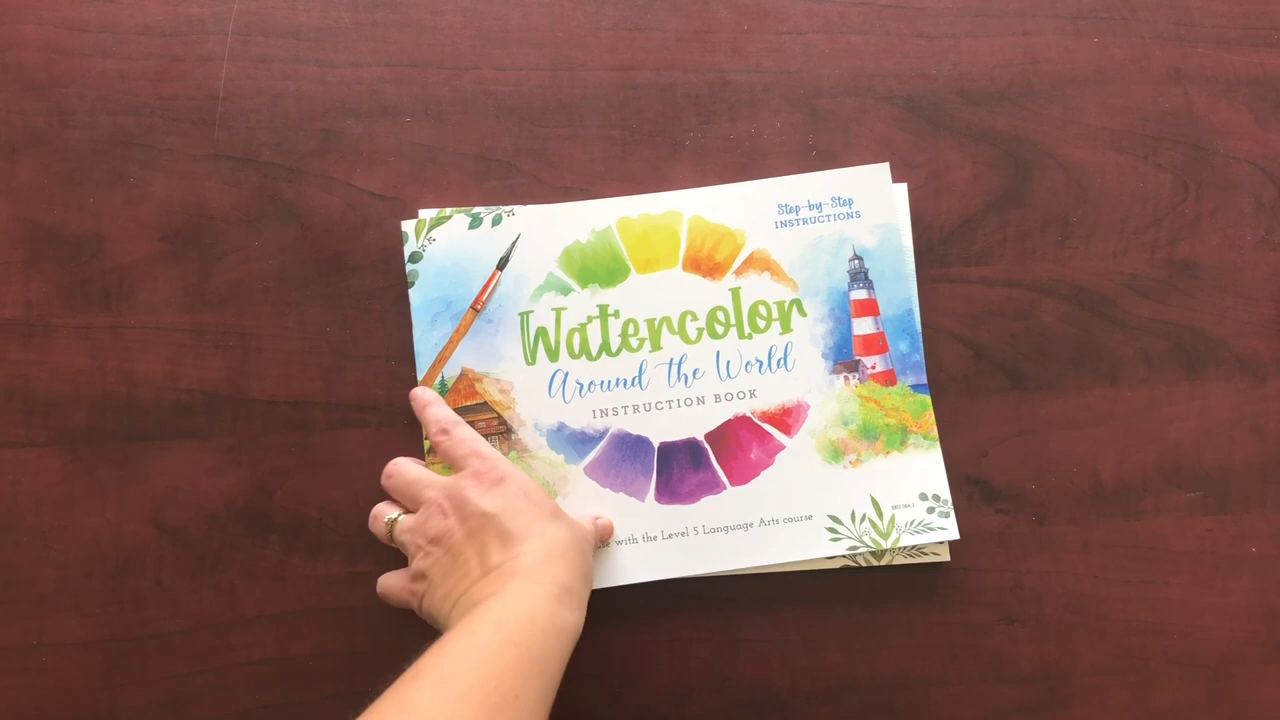 Step-by-Step
INSTRUCTIONS
Watercolor
Around the World
INSTRUCTION BOOK
with the Level 5 Language Arts course